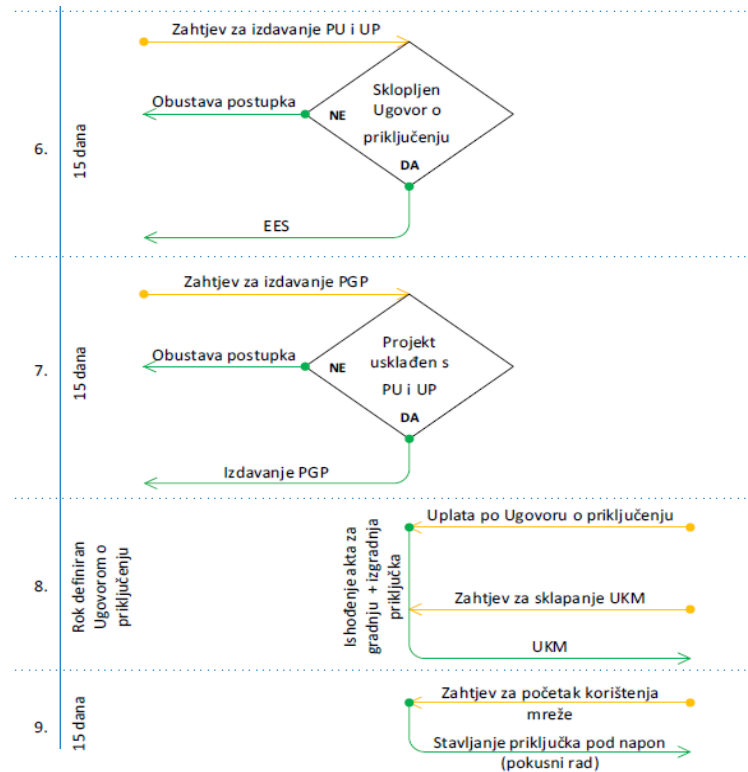 Zahtjev za izdavanje PU i UP
Sklopljen
Ugovor o
priključenju
Obustava postupka
NE
DA
6.
15 dana
EES
Zahtjev za izdavanje PGP
Projekt
usklađen s
PU i UP
Obustava postupka
NE
DA
7.
15 dana
Izdavanje PGP
8.
Rok definiran
Ugovorom o
priključenju
Ishođenje akta za
gradnju + izgradnja
priključka
Uplata po Ugovoru o priključenju
Zahtjev za sklapanje UKM
UKM
9.
15 dana
Zahtjev za početak korištenja
mreže
Stavljanje priključka pod napon
(pokusni rad)